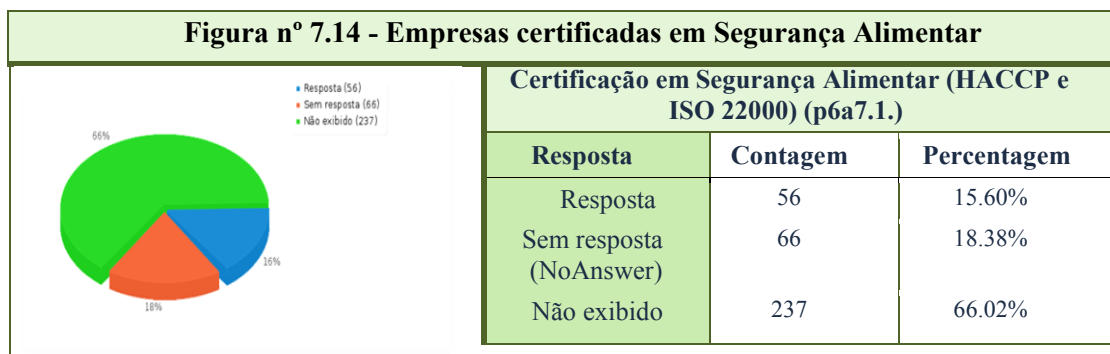 Figura nº 7.14 - Empresas certificadas em Segurança Alimentar
Resposta (56)
Sem resposta (66)
Não exibido (237)
66%
16%
18%
Certificação em Segurança Alimentar (HACCP e
ISO 22000) (p6a7.1.)
Resposta Contagem Percentagem
Resposta 56 15.60%
Sem resposta 66 18.38%
(NoAnswer)
Não exibido 237 66.02%